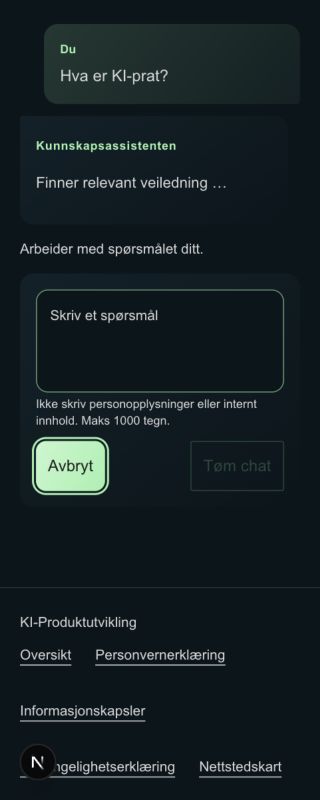 Du
Hva er KI-prat?
Kunnskapsassistenten
Finner relevant veiledning …
Arbeider med spørsmålet ditt.
Skriv et spørsmål
Ikke skriv personopplysninger eller internt
innhold. Maks 1000 tegn.
Avbryt
Tøm chat
KI-Produktutvikling
Oversikt
Personvernerklæring
Informasjonskapsler
N
Nettstedskart